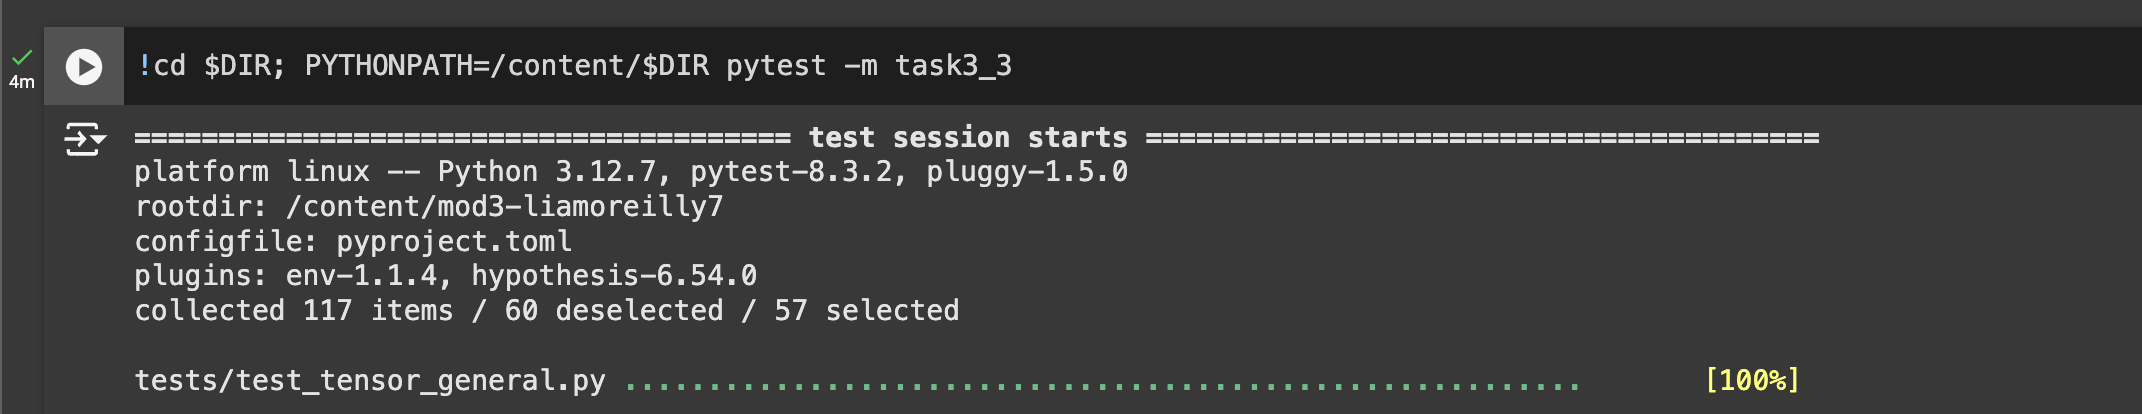 !cd $DIR; PYTHONPATH=/content/$DIR pytest -m task3_3
4m
======================================= test session starts ========================================
platform linux -- Python 3.12.7, pytest-8.3.2, pluggy-1.5.0
rootdir: /content/mod3-liamoreilly7
configfile: pyproject.toml
plugins: env-1.1.4, hypothesis-6.54.0
collected 117 items / 60 deselected / 57 selected
tests/test_tensor_general.py ......................................................... [100%]